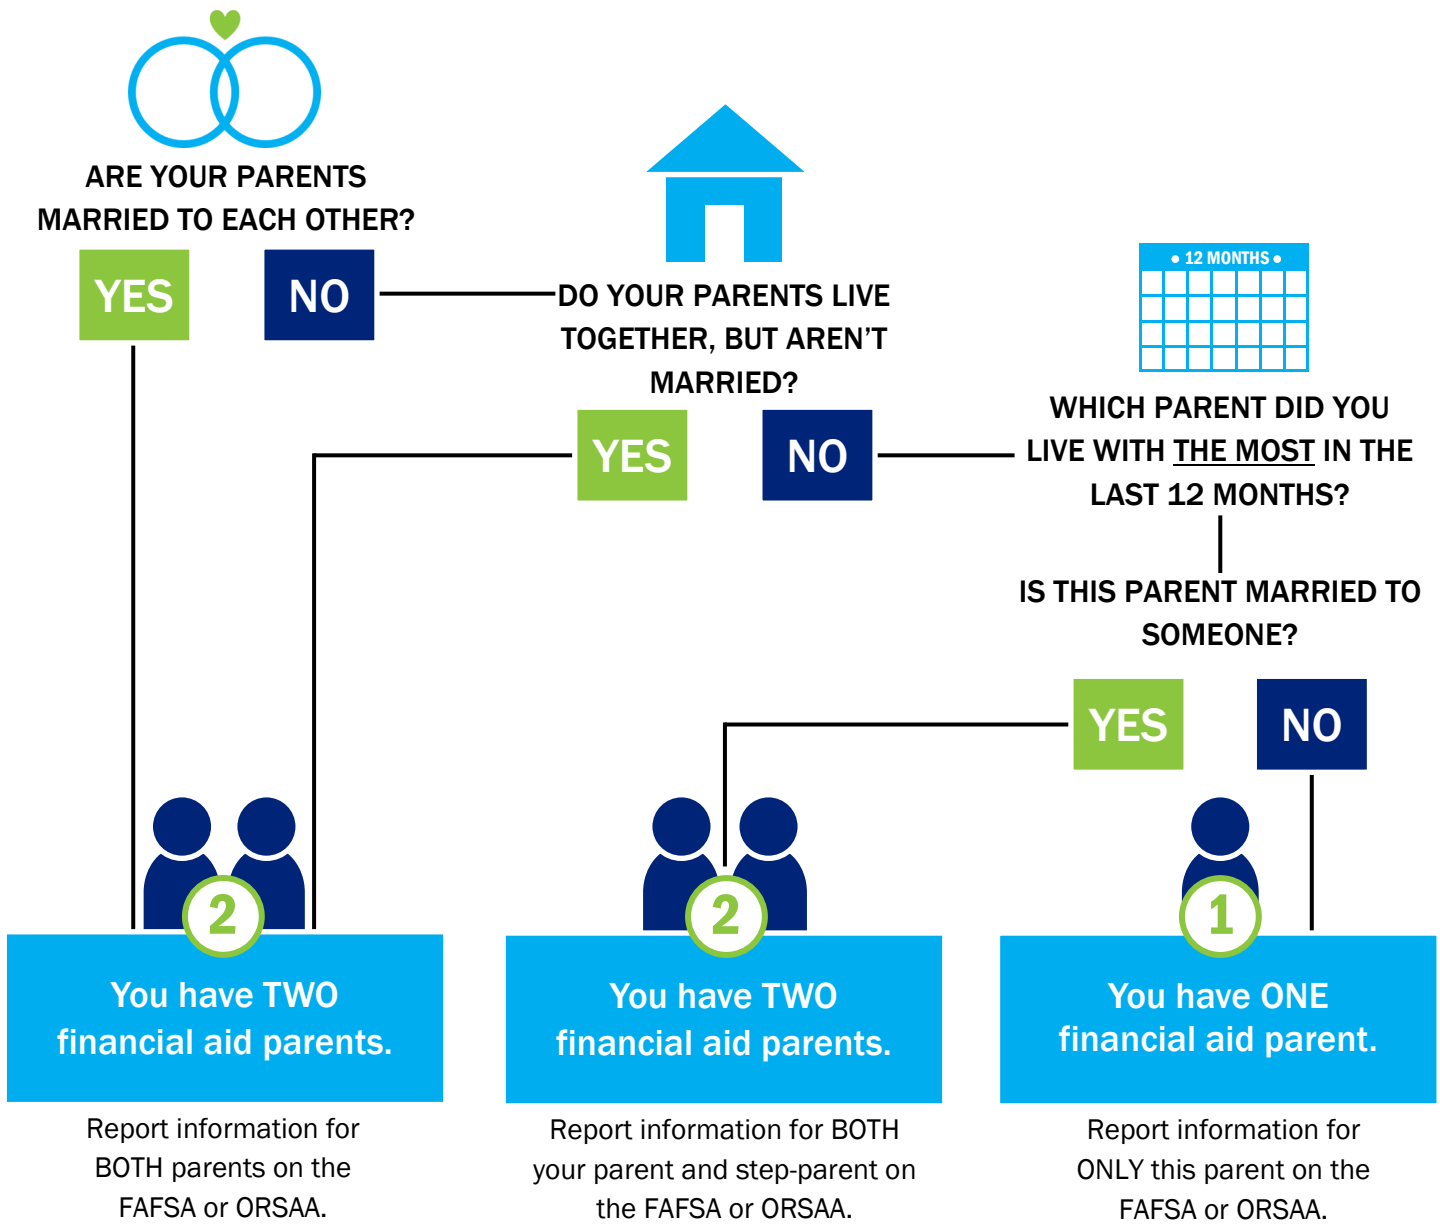 ARE YOUR PARENTS
MARRIED TO EACH OTHER?
YES
NO
DO YOUR PARENTS LIVE
TOGETHER, BUT AREN'T
MARRIED?
YES
NO
• 12 MONTHS •
WHICH PARENT DID YOU
LIVE WITH THE MOST IN THE
LAST 12 MONTHS?
IS THIS PARENT MARRIED TO
SOMEONE?
YES
NO
2
You have TWO
financial aid parents.
Report information for
BOTH parents on the
FAFSA or ORSAA.
2
You have TWO
financial aid parents.
Report information for BOTH
your parent and step-parent on
the FAFSA or ORSAA.
1
You have ONE
financial aid parent.
Report information for
ONLY this parent on the
FAFSA or ORSAA.